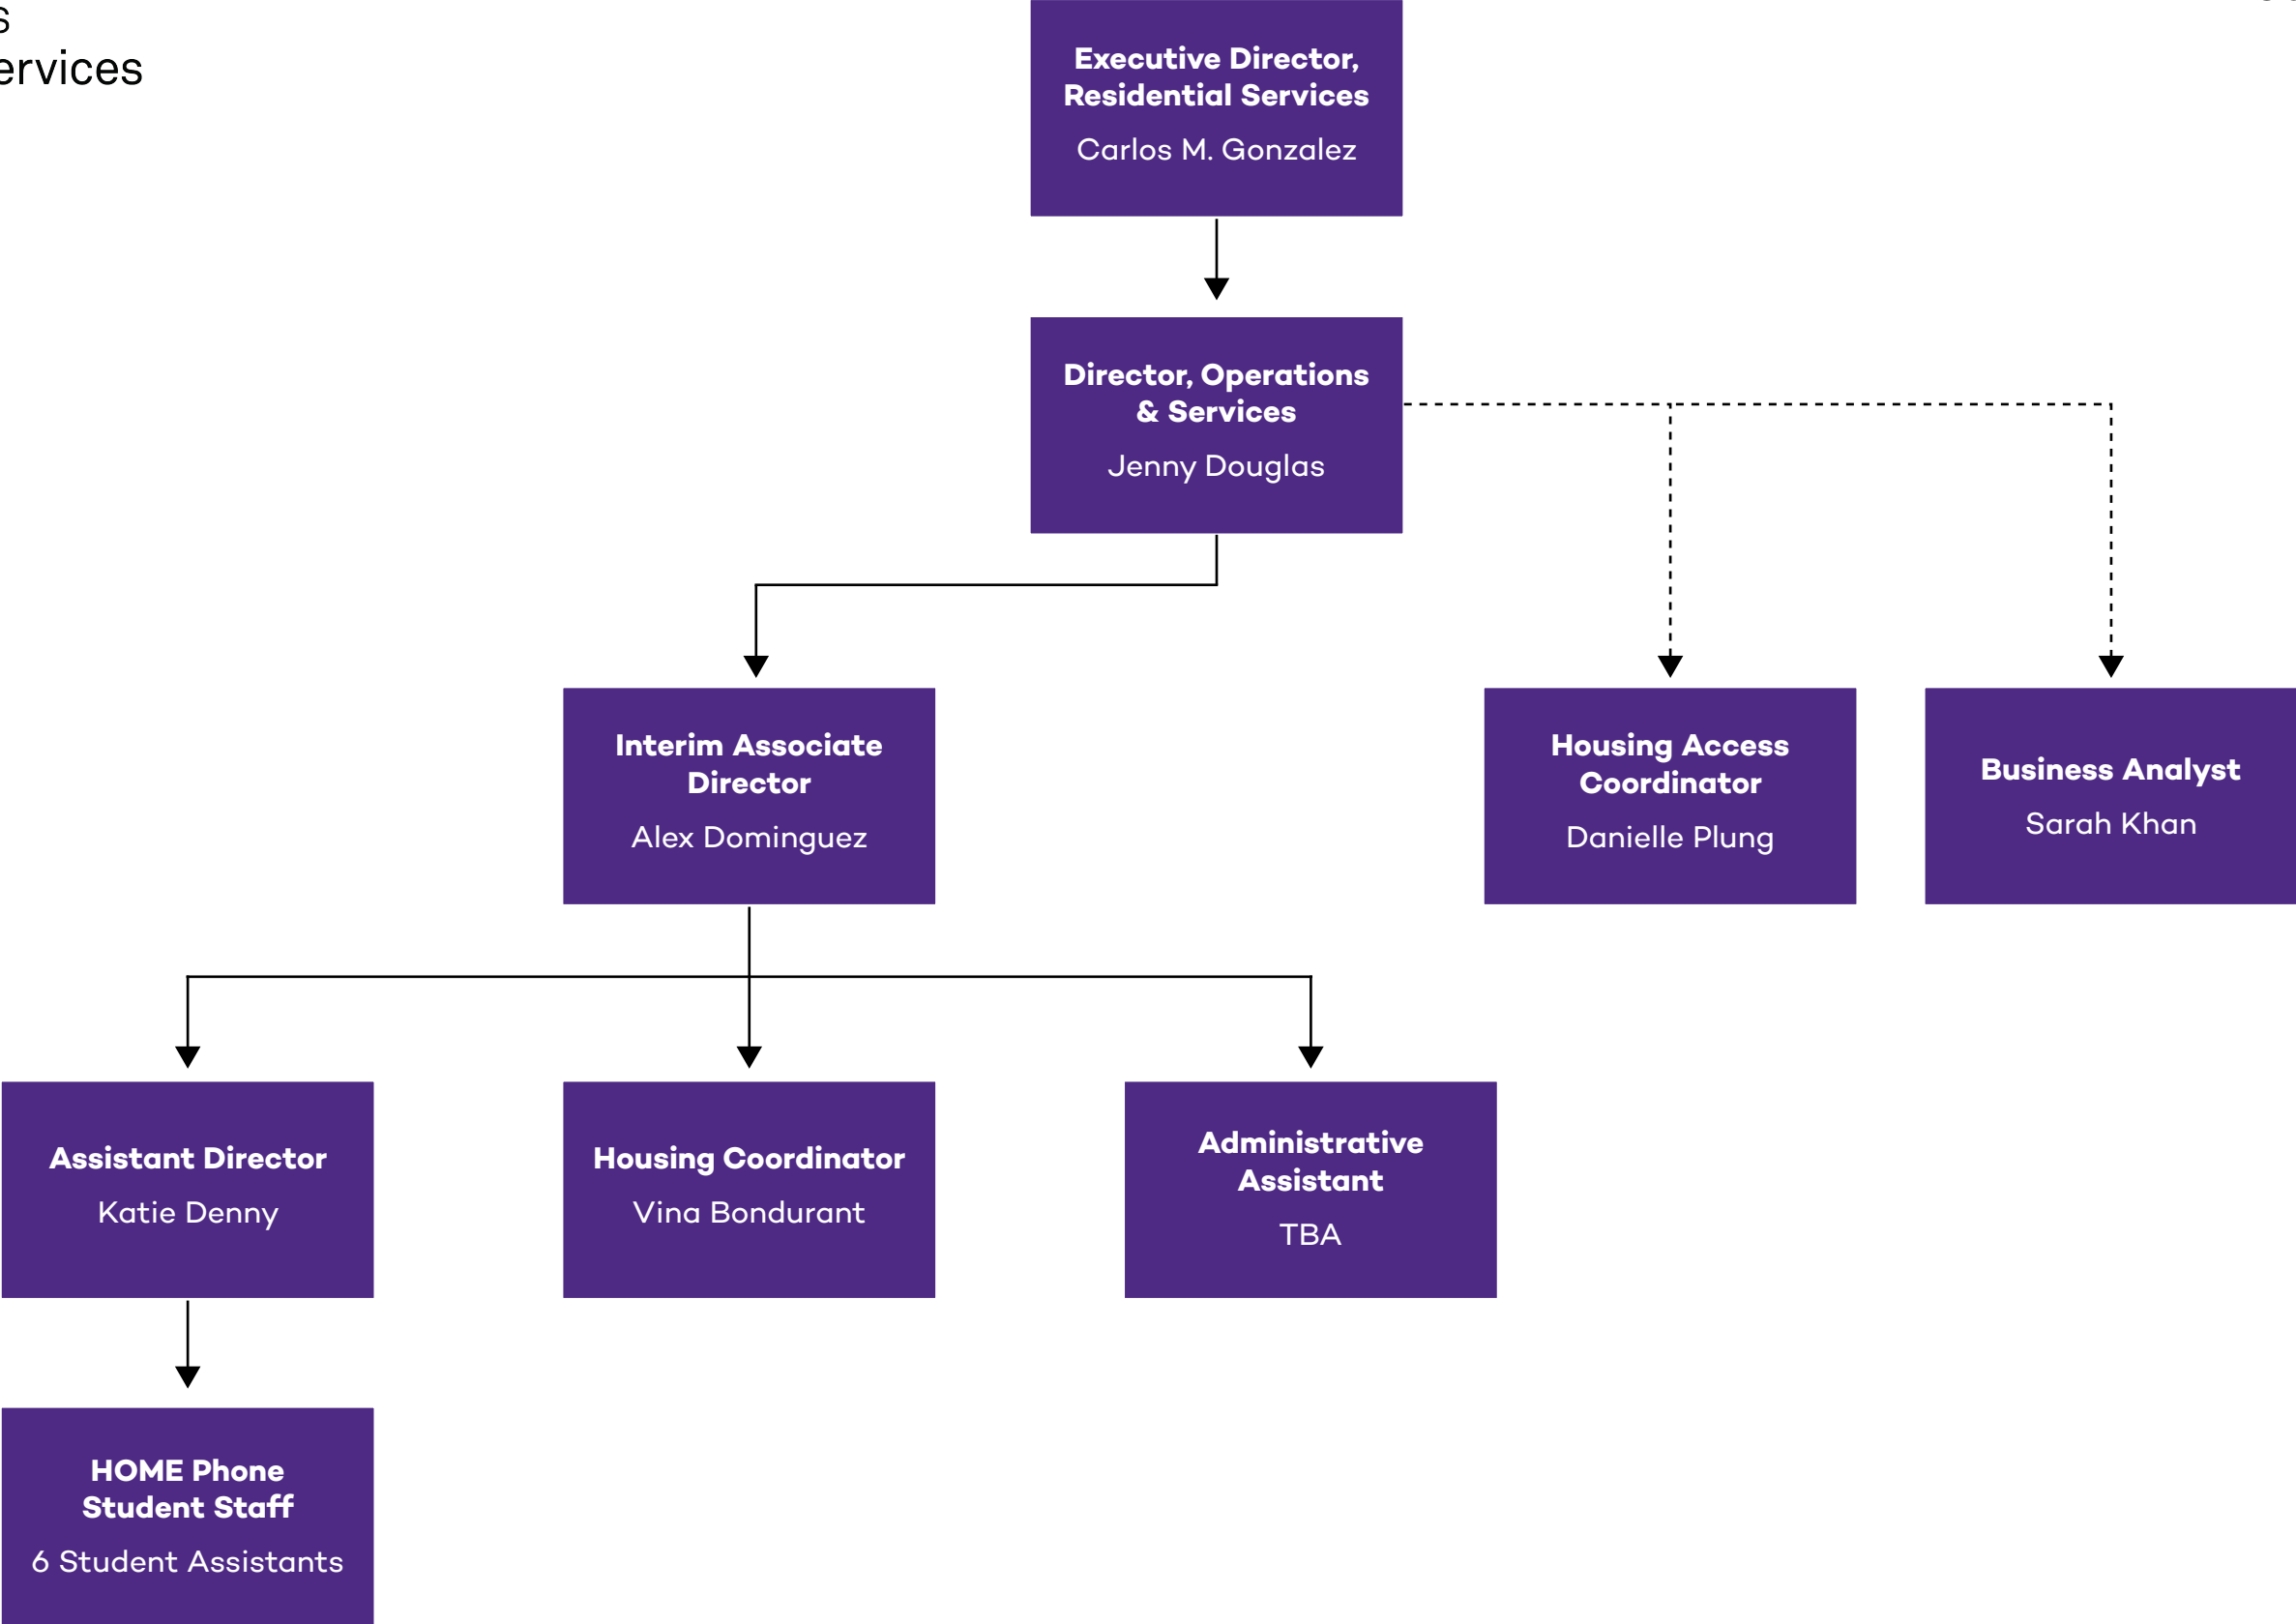 s
ervices
Executive Director,
Residential Services
Carlos M. Gonzalez
Director, Operations
& Services
Jenny Douglas
Interim Associate
Director
Alex Dominguez
Housing Access
Coordinator
Danielle Plung
Business Analyst
Sarah Khan
Assistant Director
Katie Denny
Housing Coordinator
Vina Bondurant
Administrative
Assistant
TBA
HOME Phone
Student Staff
6 Student Assistants